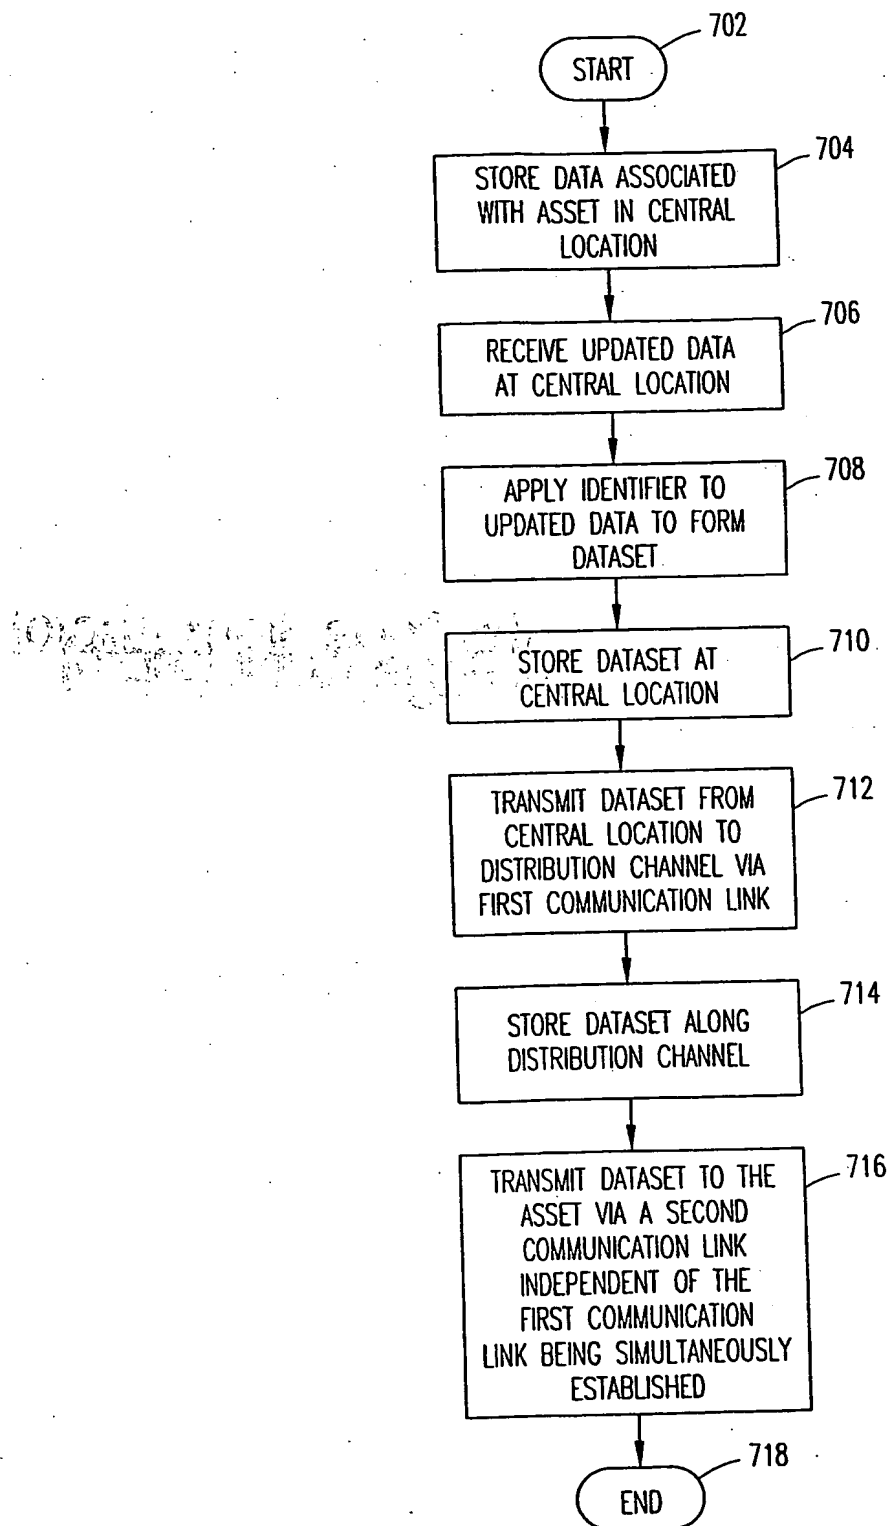 702
START
704
STORE DATA ASSOCIATED
WITH ASSET IN CENTRAL
LOCATION
706
RECEIVE UPDATED DATA
AT CENTRAL LOCATION
708
APPLY IDENTIFIER TO
UPDATED DATA TO FORM
DATASET
710
STORE DATASET AT
CENTRAL LOCATION
712
TRANSMIT DATASET FROM
CENTRAL LOCATION TO
DISTRIBUTION CHANNEL VIA
FIRST COMMUNICATION LINK
714
STORE DATASET ALONG
DISTRIBUTION CHANNEL
716
TRANSMIT DATASET TO THE
ASSET VIA A SECOND
COMMUNICATION LINK
INDEPENDENT OF THE
FIRST COMMUNICATION
LINK BEING SIMULTANEOUSLY
ESTABLISHED
718
END